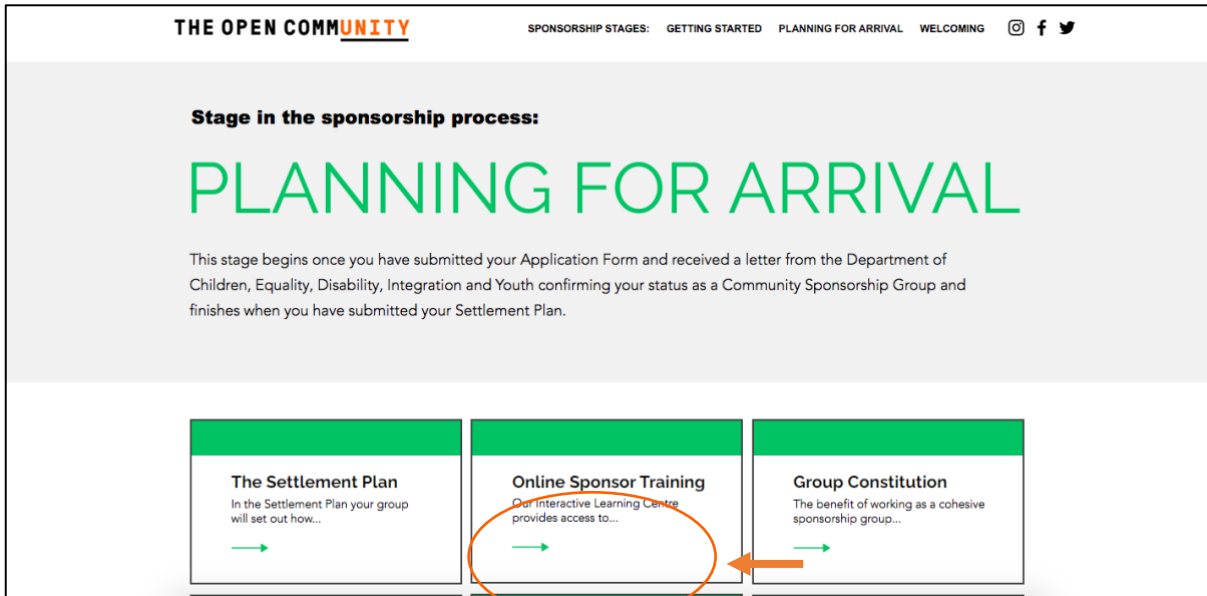 THE OPEN COMMUNITY
SPONSORSHIP STAGES: GETTING STARTED PLANNING FOR ARRIVAL WELCOMING
Stage in the sponsorship process:
PLANNING FOR ARRIVAL
This stage begins once you have submitted your Application Form and received a letter from the Department of
Children, Equality, Disability, Integration and Youth confirming your status as a Community Sponsorship Group and
finishes when you have submitted your Settlement Plan.
The Settlement Plan
In the Settlement Plan your group
will set out how...
Online Sponsor Training
Our Interactive Learning Centre
provides access to...
Group Constitution
The benefit of working as a cohesive
sponsorship group...